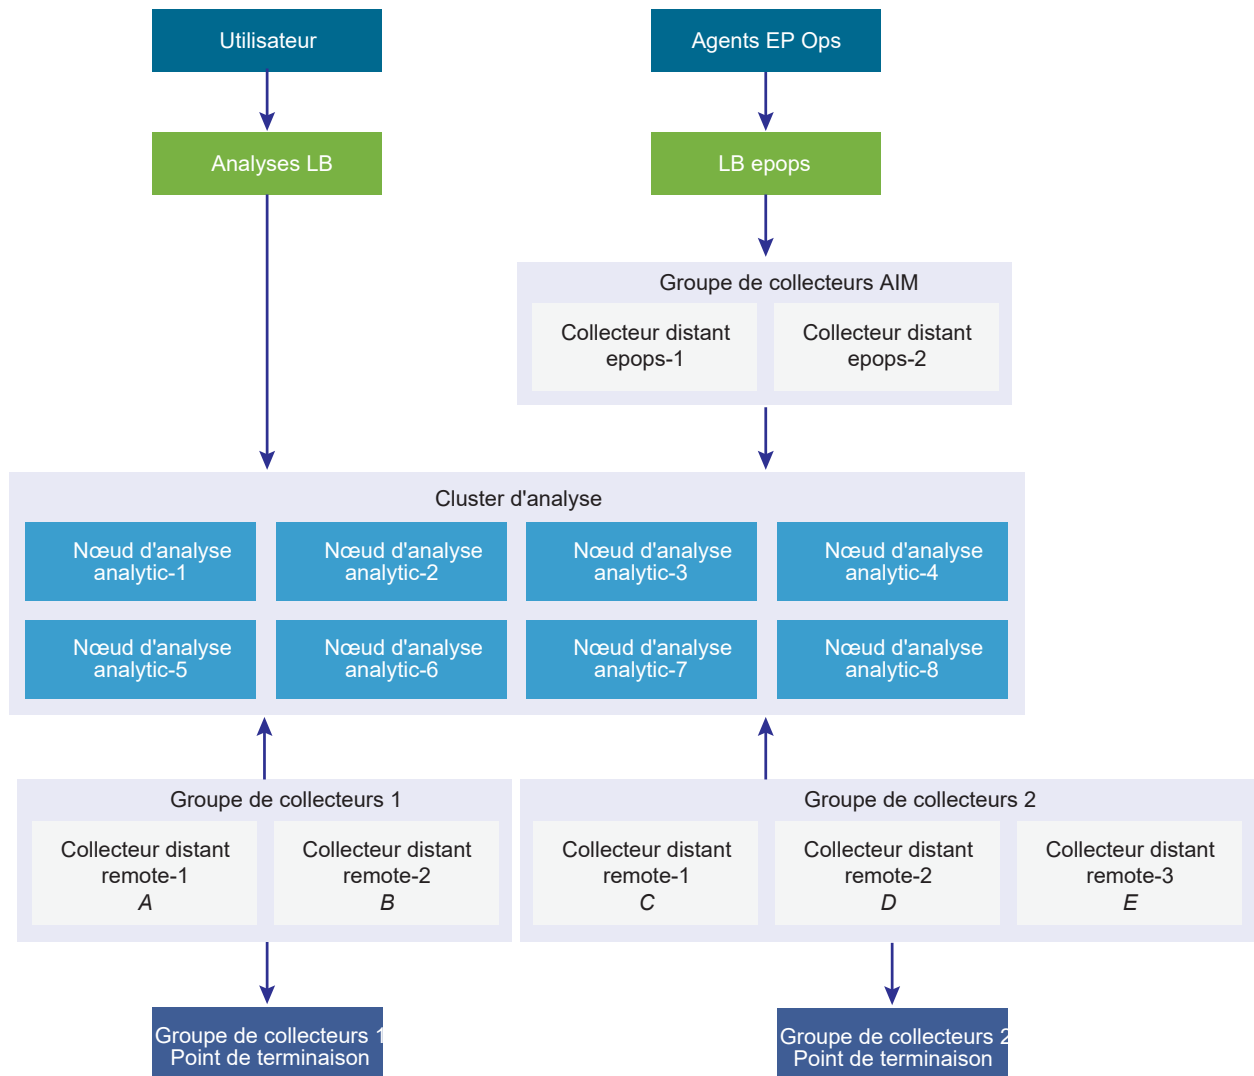 Utilisateur
Agents EP Ops
Analyses LB
LB epops
Groupe de collecteurs AIM
Collecteur distant
epops-1
Collecteur distant
epops-2
Cluster d'analyse
Nœud d'analyse
analytic-1
Nœud d'analyse
analytic-2
Nœud d'analyse
analytic-3
Nœud d'analyse
analytic-4
Nœud d'analyse
analytic-5
Nœud d'analyse
analytic-6
Nœud d'analyse
analytic-7
Nœud d'analyse
analytic-8
Groupe de collecteurs 1
Collecteur distant
remote-1
A
Collecteur distant
remote-2
B
Groupe de collecteurs 2
Collecteur distant
remote-1
C
Collecteur distant
remote-2
D
Collecteur distant
remote-3
E
Groupe de collecteurs 1
Point de terminaison
Groupe de collecteurs 2
Point de terminaison